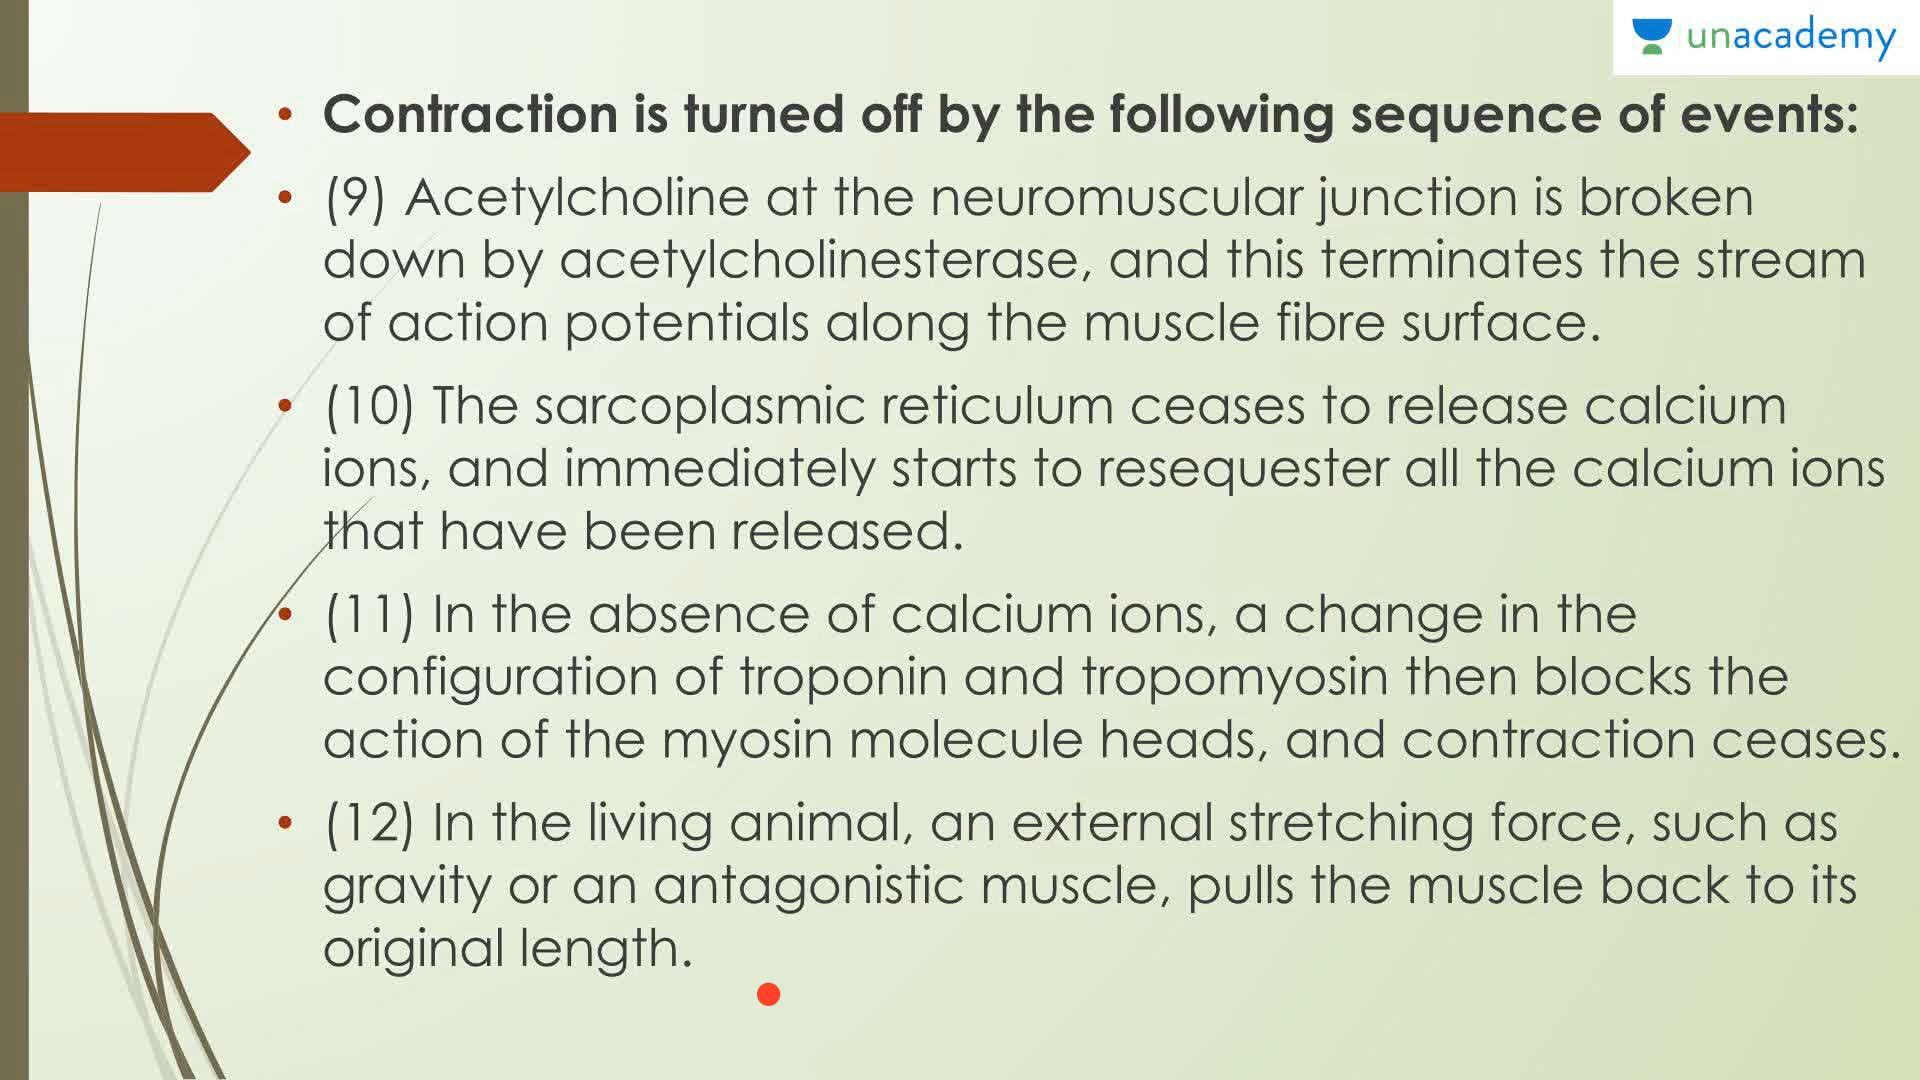 unacademy
• Contraction is turned off by the following sequence of events:
• (9) Acetylcholine at the neuromuscular junction is broken
down by acetylcholinesterase, and this terminates the stream
of action potentials along the muscle fibre surface.
• (10) The sarcoplasmic reticulum ceases to release calcium
ions, and immediately starts to resequester all the calcium ions
that have been released.
• (11) In the absence of calcium ions, a change in the
configuration of troponin and tropomyosin then blocks the
action of the myosin molecule heads, and contraction ceases.
• (12) In the living animal, an external stretching force, such as
gravity or an antagonistic muscle, pulls the muscle back to its
original length.